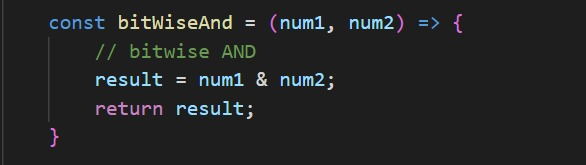 const bitWiseAnd = (num1, num2) => {
// bitwise AND
result = num1 & num2;
return result;
}